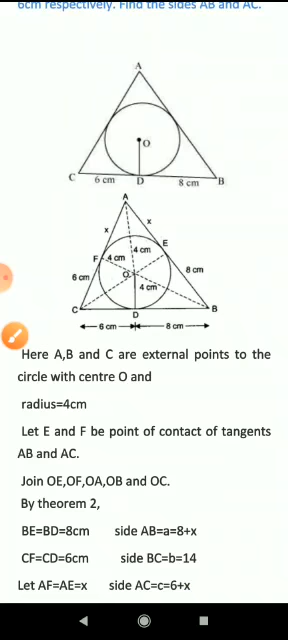 6cm respectively. Find the sides AB and AC.
A
O
C 6 cm D 8 cm B
A
x x
F 4 cm 4 cm E
6 cm O 8 cm
4 cm
C D B
6 cm 8 cm
Here A,B and C are external points to the
circle with centre O and
radius=4cm
Let E and F be point of contact of tangents
AB and AC.
Join OE,OF,OA,OB and OC.
By theorem 2,
BE=BD=8cm side AB=a=8+x
CF=CD=6cm side BC=b=14
Let AF=AE=x side AC=c=6+x